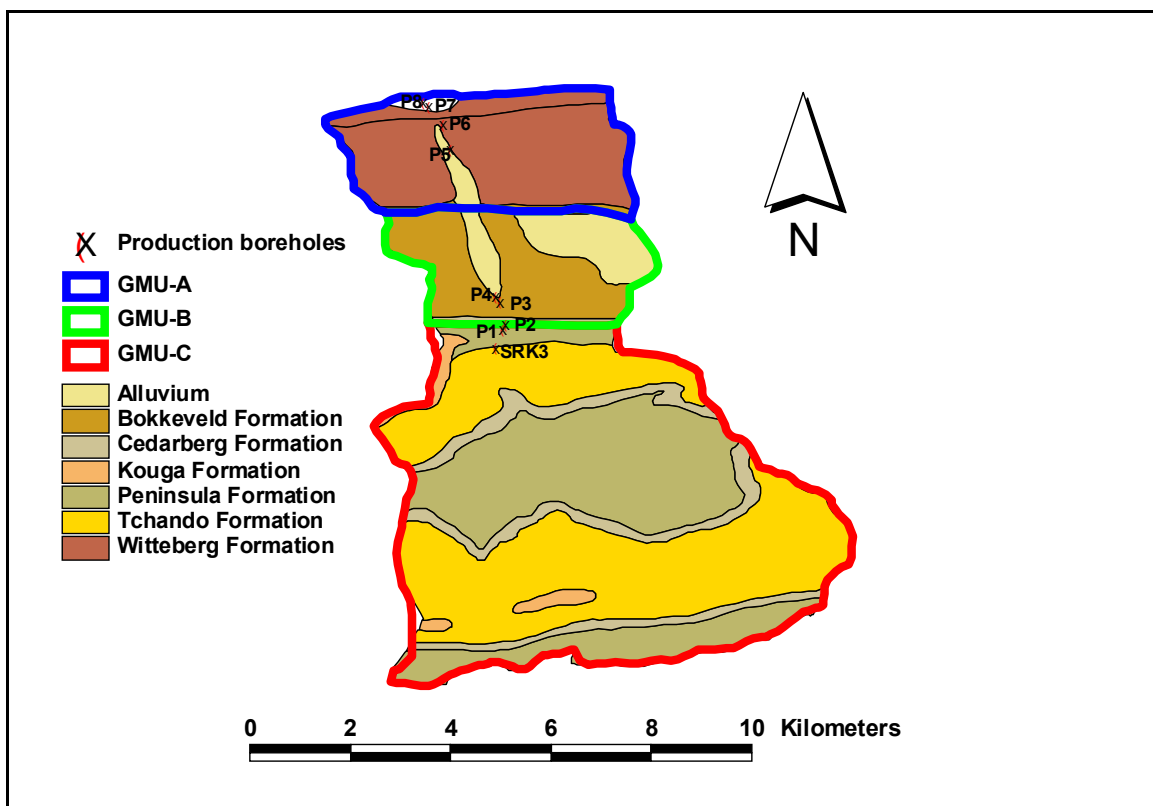 P8
P7
P6
P5
N
Production boreholes
GMU-A
GMU-B
GMU-C
P4
P3
P2
P1
SRK3
Alluvium
Bokkeveld Formation
Cedarberg Formation
Kouga Formation
Peninsula Formation
Tchando Formation
Witteberg Formation
0 2 4 6 8 10 Kilometers